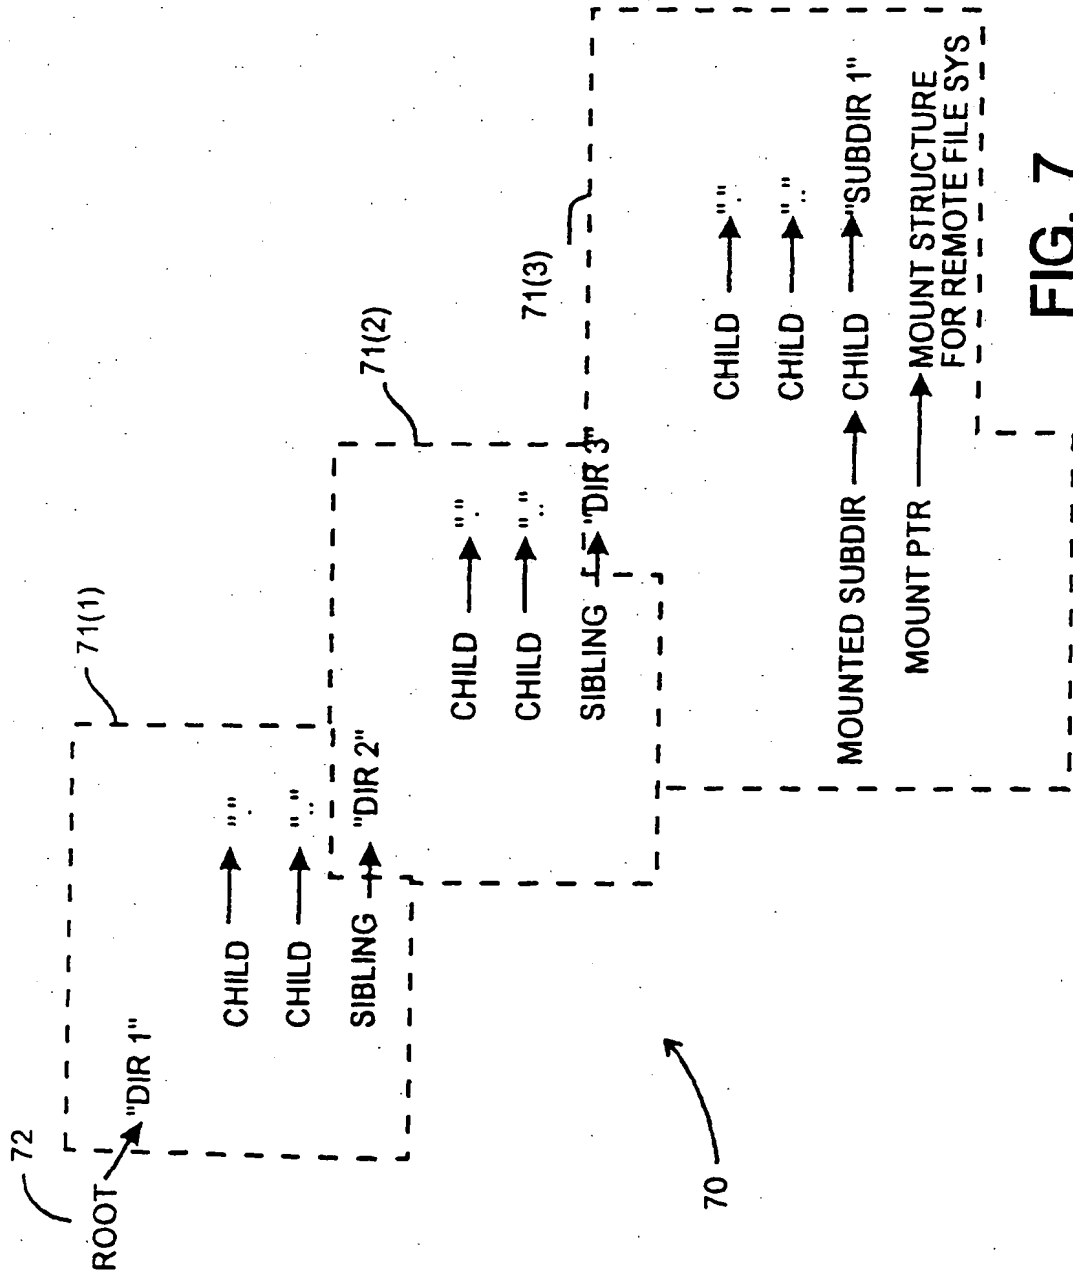 72
ROOT
"DIR 1"
71(1)
CHILD "."
CHILD ".."
SIBLING "DIR 2"
71(2)
CHILD "."
CHILD ".."
SIBLING "DIR 3"
71(3)
CHILD "."
CHILD ".."
MOUNTED SUBDIR CHILD "SUBDIR 1"
MOUNT PTR MOUNT STRUCTURE
FOR REMOTE FILE SYS
70
FIG. 7